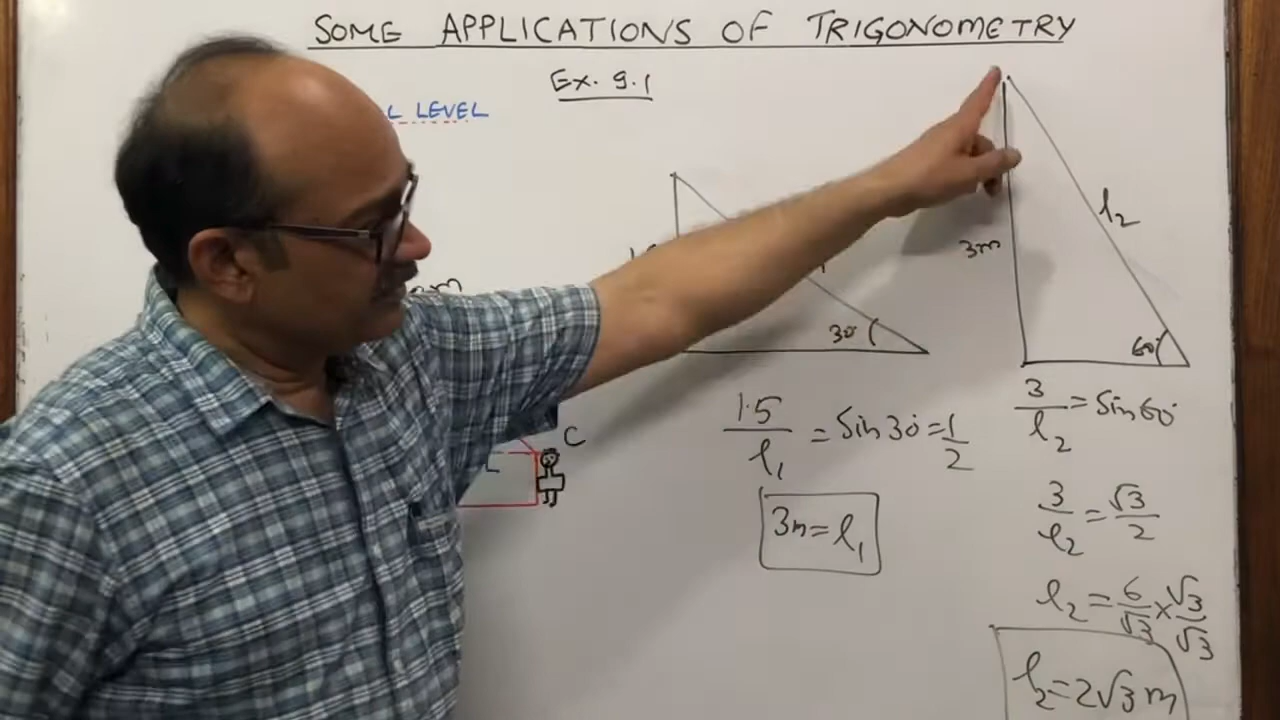 SOME APPLICATIONS OF TRIGONOMETRY
Ex. 9.1
L LEVEL
l₂
3m
30
60
C
L
1.5/l₁ = Sin 30° = 1/2
3m = l₁
3/l₂ = Sin 60°
3/l₂ = √3/2
l₂ = 6/√3 × √3/√3
l₂ = 2√3 m